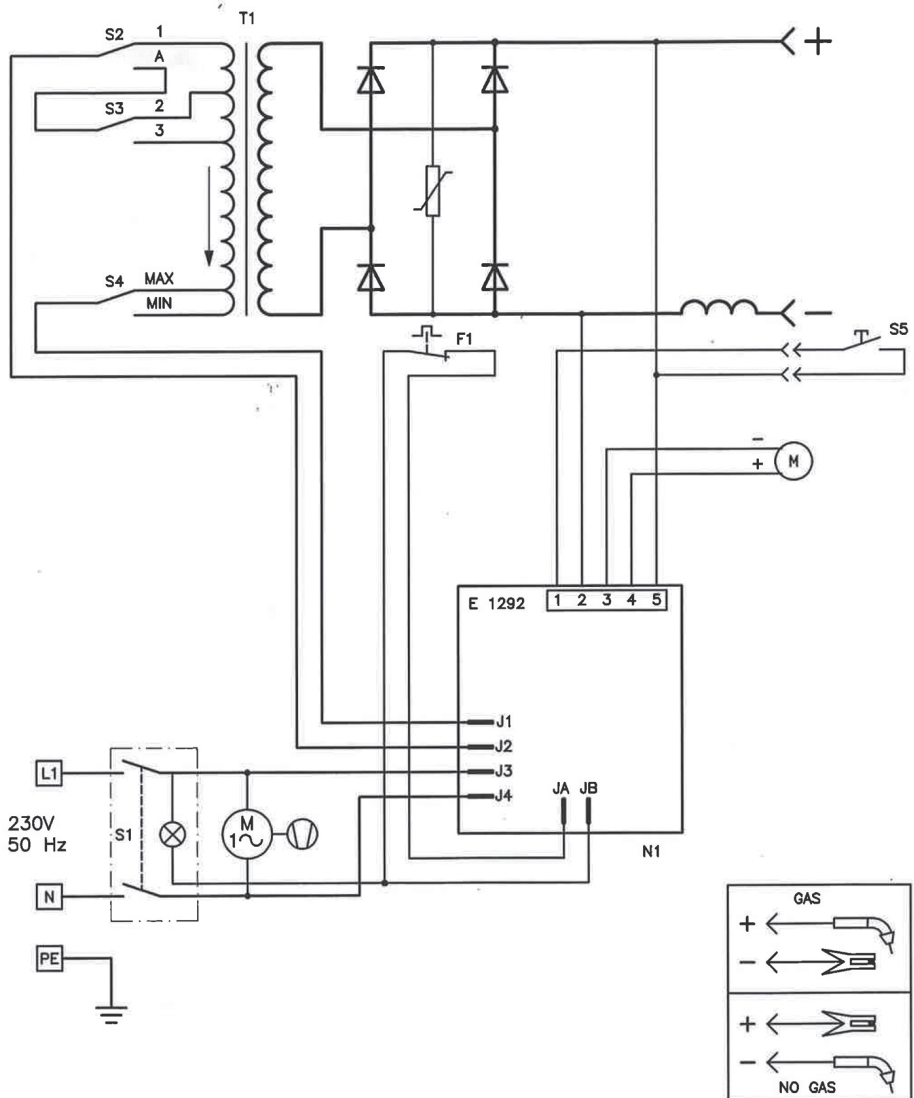 T1
S2
1
A
S3
2
3
S4
MAX
MIN
+
-
F1
S5
-
+
M
E 1292
1 2 3 4 5
J1
J2
J3
J4
JA JB
N1
L1
230V
50 Hz
S1
M
1~
N
PE
GAS
+
-
+
-
NO GAS